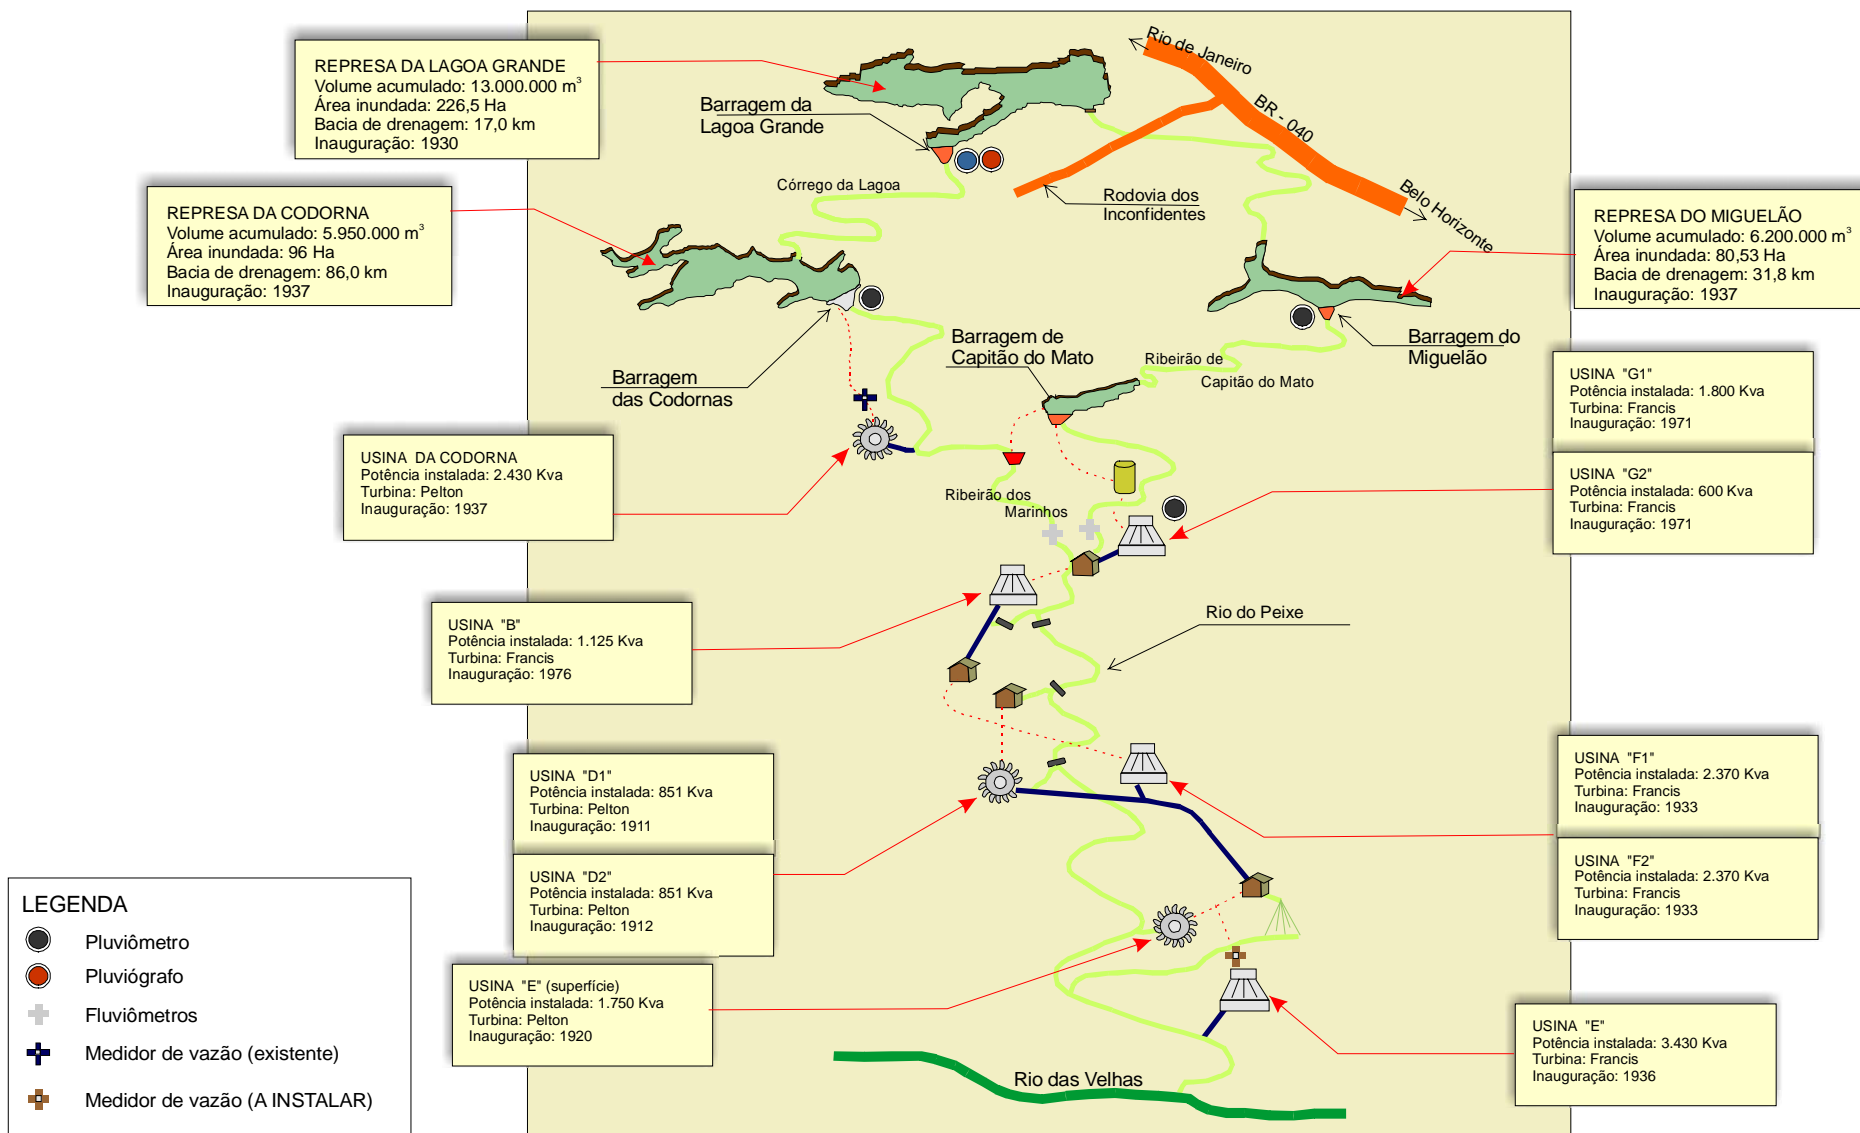 REPRESA DA LAGOA GRANDE
Volume acumulado: 13.000.000 m³
Área inundada: 226,5 Ha
Bacia de drenagem: 17,0 km
Inauguração: 1930
REPRESA DA CODORNA
Volume acumulado: 5.950.000 m³
Área inundada: 96 Ha
Bacia de drenagem: 86,0 km
Inauguração: 1937
Barragem da
Lagoa Grande
Córrego da Lagoa
Rio de Janeiro
BR - 040
Belo Horizonte
Rodovia dos
Inconfidentes
REPRESA DO MIGUELÃO
Volume acumulado: 6.200.000 m³
Área inundada: 80,53 Ha
Bacia de drenagem: 31,8 km
Inauguração: 1937
Barragem de
Capitão do Mato
Ribeirão de
Capitão do Mato
Barragem do
Miguelão
Barragem
das Codornas
USINA "G1"
Potência instalada: 1.800 Kva
Turbina: Francis
Inauguração: 1971
USINA "G2"
Potência instalada: 600 Kva
Turbina: Francis
Inauguração: 1971
USINA DA CODORNA
Potência instalada: 2.430 Kva
Turbina: Pelton
Inauguração: 1937
Ribeirão dos
Marinhos
USINA "B"
Potência instalada: 1.125 Kva
Turbina: Francis
Inauguração: 1976
Rio do Peixe
USINA "D1"
Potência instalada: 851 Kva
Turbina: Pelton
Inauguração: 1911
USINA "D2"
Potência instalada: 851 Kva
Turbina: Pelton
Inauguração: 1912
USINA "F1"
Potência instalada: 2.370 Kva
Turbina: Francis
Inauguração: 1933
USINA "F2"
Potência instalada: 2.370 Kva
Turbina: Francis
Inauguração: 1933
USINA "E" (superfície)
Potência instalada: 1.750 Kva
Turbina: Pelton
Inauguração: 1920
USINA "E"
Potência instalada: 3.430 Kva
Turbina: Francis
Inauguração: 1936
Rio das Velhas
LEGENDA
Pluviômetro
Pluviógrafo
Fluviômetros
Medidor de vazão (existente)
Medidor de vazão (A INSTALAR)